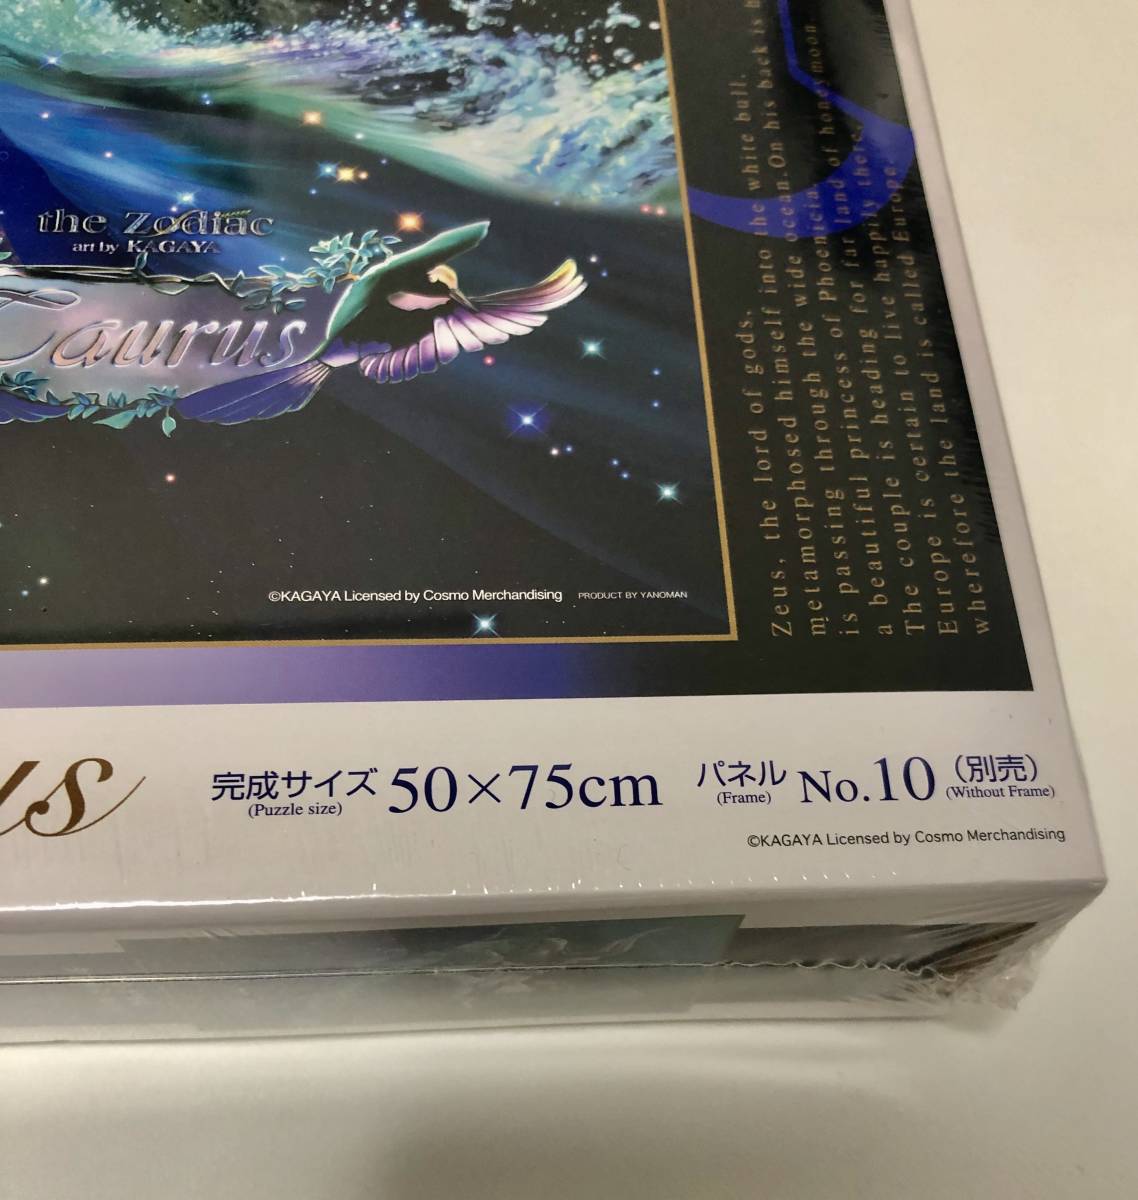 the Zodiac
art by KAGAYA
Taurus
©KAGAYA Licensed by Cosmo Merchandising PRODUCT BY YANOMAN
Zeus, the lord of gods,
metamorphosed himself into the white bull.
is passing through the wide ocean. On his back is
a beautiful princess of Phoenicia
The couple is heading for far land of honeymoon
Europe is certain to live happily there.
wherefore the land is called Europe.
us
完成サイズ 50×75cm パネル No.10 (別売)
(Puzzle size) (Frame) (Without Frame)
©KAGAYA Licensed by Cosmo Merchandising